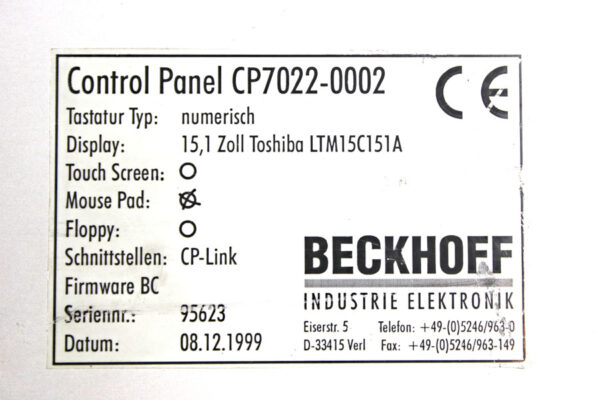 Control Panel CP7022-0002
CE
Tastatur Typ: numerisch
Display: 15,1 Zoll Toshiba LTM15C151A
Touch Screen:
Mouse Pad:
Floppy:
Schnittstellen: CP-Link
Firmware BC
Seriennr.: 95623
Datum: 08.12.1999
BECKHOFF
INDUSTRIE ELEKTRONIK
Eiserstr. 5 Telefon: +49-(0)5246/963-0
D-33415 Verl Fax: +49-(0)5246/963-149